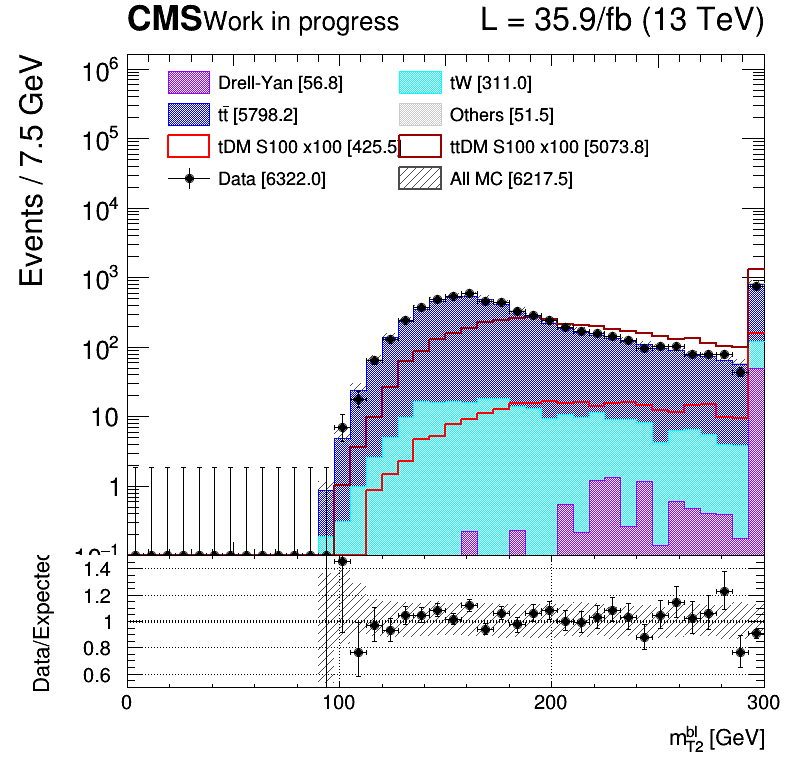 CMS Work in progress L = 35.9/fb (13 TeV)
Events / 7.5 GeV
10⁶
10⁵
10⁴
10³
10²
10
1
10⁻¹
Drell-Yan [56.8] tW [311.0]
tt̄ [5798.2] Others [51.5]
tDM S100 x100 [425.5] ttDM S100 x100 [5073.8]
Data [6322.0] All MC [6217.5]
Data/Expected
1.4
1.2
1
0.8
0.6
0 100 200 300
m_T2^bl [GeV]